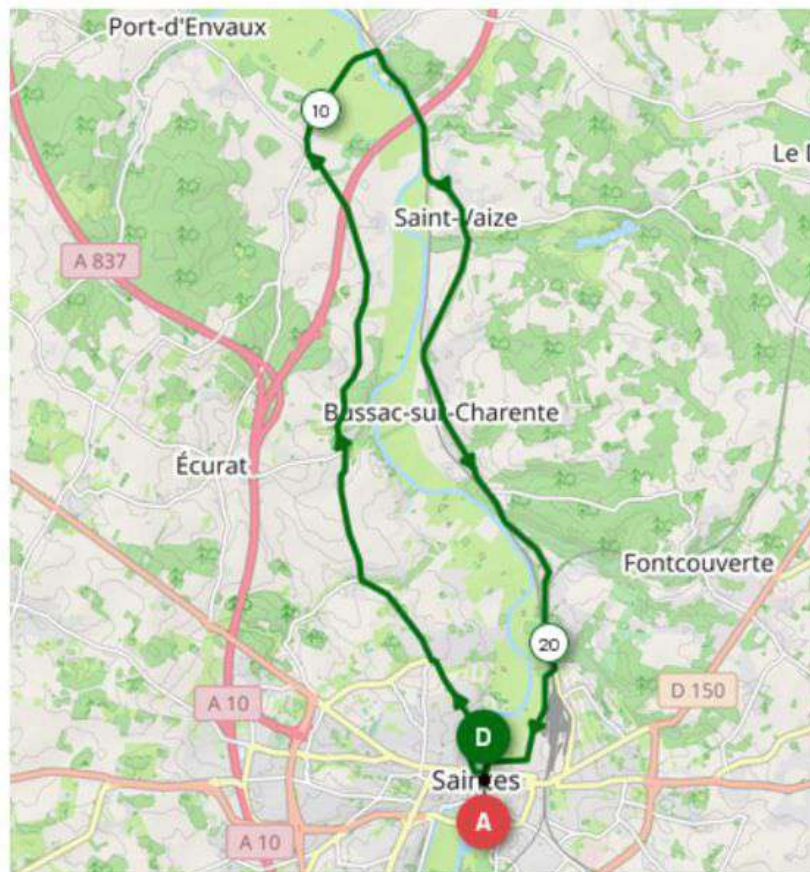 Port-d'Envaux
10
Le
Saint-Vaize
A 837
Bussac-sur-Charente
Écurat
Fontcouverte
20
D 150
A 10
D
Saintes
A
A 10